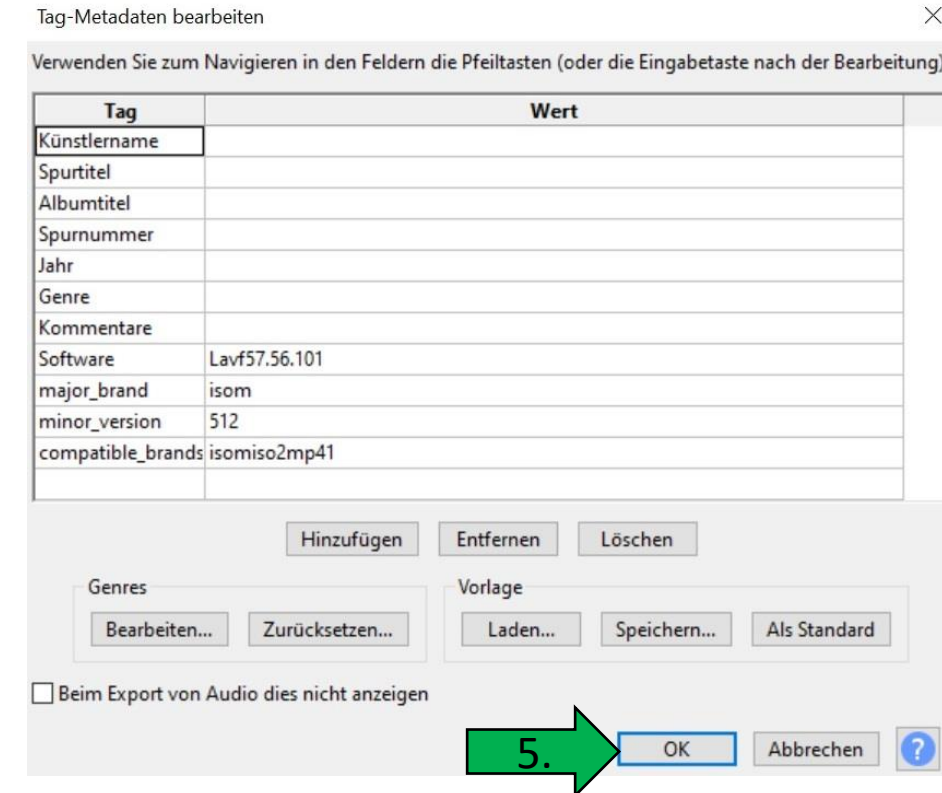 Tag-Metadaten bearbeiten
Verwenden Sie zum Navigieren in den Feldern die Pfeiltasten (oder die Eingabetaste nach der Bearbeitung)
Tag Wert
Künstlername
Spurtitel
Albumtitel
Spurnummer
Jahr
Genre
Kommentare
Software Lavf57.56.101
major_brand isom
minor_version 512
compatible_brands isomiso2mp41
Hinzufügen Entfernen Löschen
Genres Vorlage
Bearbeiten... Zurücksetzen... Laden... Speichern... Als Standard
Beim Export von Audio dies nicht anzeigen
5. OK Abbrechen ?